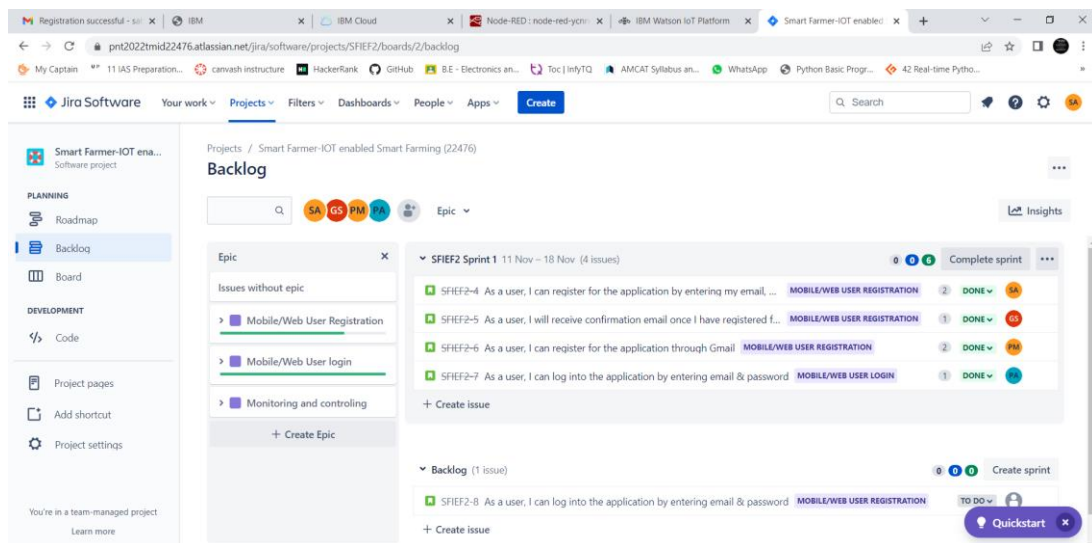 Registration successful - sa
IBM
IBM Cloud
Node-RED : node-red-ycnr
IBM Watson IoT Platform
Smart Farmer-IOT enabled
pnt2022tmid22476.atlassian.net/jira/software/projects/SFIEF2/boards/2/backlog
My Captain
11 IAS Preparation...
canvash instructure
HackerRank
GitHub
B.E - Electronics an...
Toc | InfyTQ
AMCAT Syllabus an...
WhatsApp
Python Basic Progr...
42 Real-time Pytho...
Jira Software
Your work
Projects
Filters
Dashboards
People
Apps
Create
Search
SA
Smart Farmer-IOT ena...
Software project
PLANNING
Roadmap
Backlog
Board
DEVELOPMENT
Code
Project pages
Add shortcut
Project settings
You're in a team-managed project
Learn more
Projects / Smart Farmer-IOT enabled Smart Farming (22476)
Backlog
SA GS PM PA
Epic
Insights
Epic
Issues without epic
Mobile/Web User Registration
Mobile/Web User login
Monitoring and controling
+ Create Epic
SFIEF2 Sprint 1 11 Nov – 18 Nov (4 issues) 0 0 6 Complete sprint
SFIEF2-4 As a user, I can register for the application by entering my email, ... MOBILE/WEB USER REGISTRATION 2 DONE SA
SFIEF2-5 As a user, I will receive confirmation email once I have registered f... MOBILE/WEB USER REGISTRATION 1 DONE GS
SFIEF2-6 As a user, I can register for the application through Gmail MOBILE/WEB USER REGISTRATION 2 DONE PM
SFIEF2-7 As a user, I can log into the application by entering email & password MOBILE/WEB USER LOGIN 1 DONE PA
+ Create issue
Backlog (1 issue) 0 0 0 Create sprint
SFIEF2-8 As a user, I can log into the application by entering email & password MOBILE/WEB USER REGISTRATION TO DO
+ Create issue
Quickstart